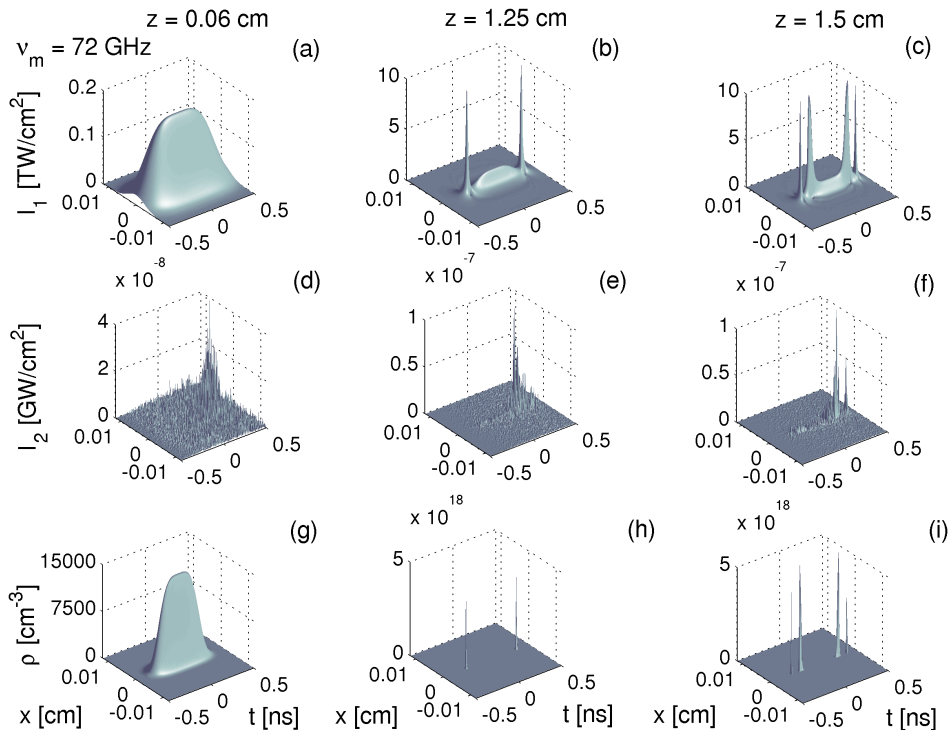 z = 0.06 cm z = 1.25 cm z = 1.5 cm
ν_m = 72 GHz (a) (b) (c)
I_1 [TW/cm^2]
0.2 0.1 0
0.01 0 -0.01 -0.5 0 0.5
10 5 0
0.01 0 -0.01 -0.5 0 0.5
10 5 0
0.01 0 -0.01 -0.5 0 0.5
x 10^-8 (d) x 10^-7 (e) x 10^-7 (f)
I_2 [GW/cm^2]
4 2 0
0.01 0 -0.01 -0.5 0 0.5
1 0.5 0
0.01 0 -0.01 -0.5 0 0.5
1 0.5 0
0.01 0 -0.01 -0.5 0 0.5
(g) x 10^18 (h) x 10^18 (i)
ρ [cm^-3]
15000 7500 0
0.01 0 -0.01 -0.5 0 0.5
5 0
0.01 0 -0.01 -0.5 0 0.5
5 0
0.01 0 -0.01 -0.5 0 0.5
x [cm] t [ns] x [cm] t [ns] x [cm] t [ns]